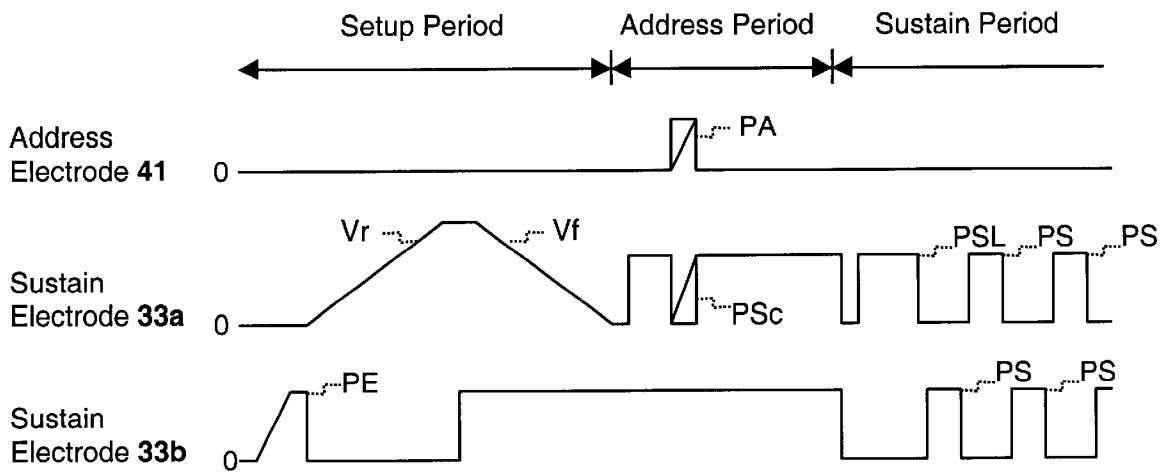 Setup Period Address Period Sustain Period
Address
Electrode 41 0
PA
Vr Vf PSL PS PS
Sustain
Electrode 33a 0
PSc
PE PS PS
Sustain
Electrode 33b 0